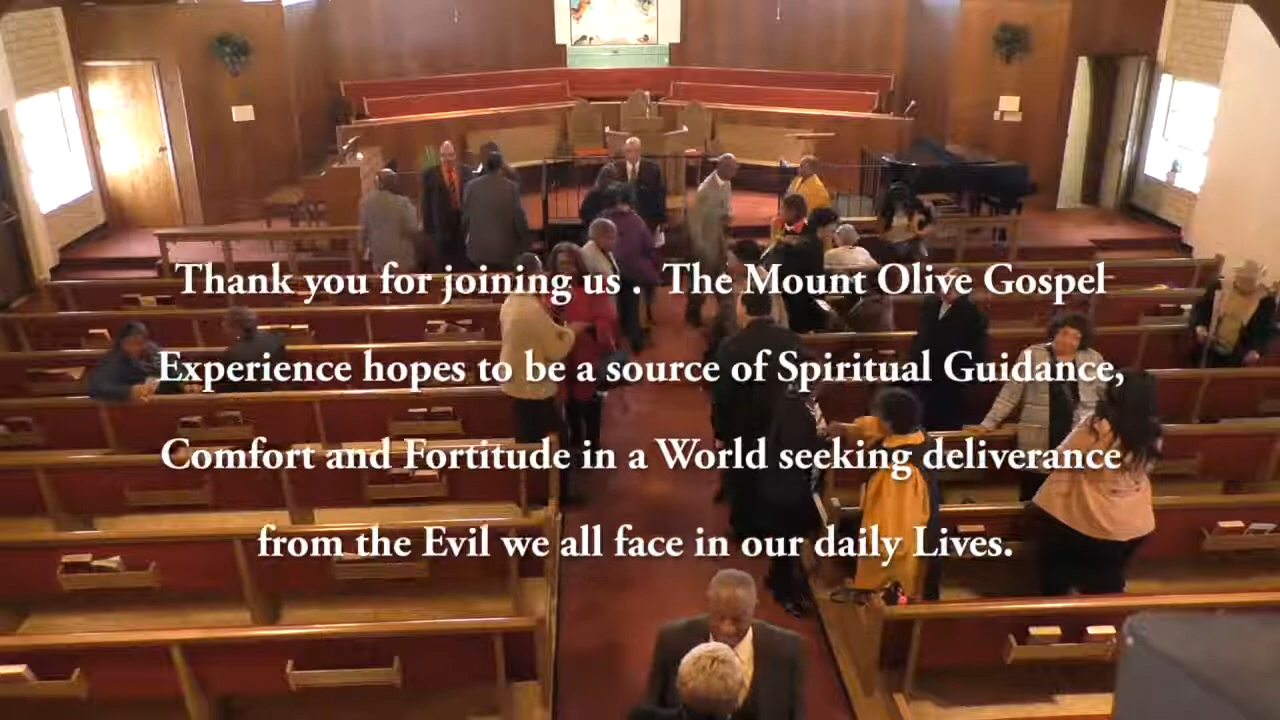 Thank you for joining us . The Mount Olive Gospel
Experience hopes to be a source of Spiritual Guidance,
Comfort and Fortitude in a World seeking deliverance
from the Evil we all face in our daily Lives.